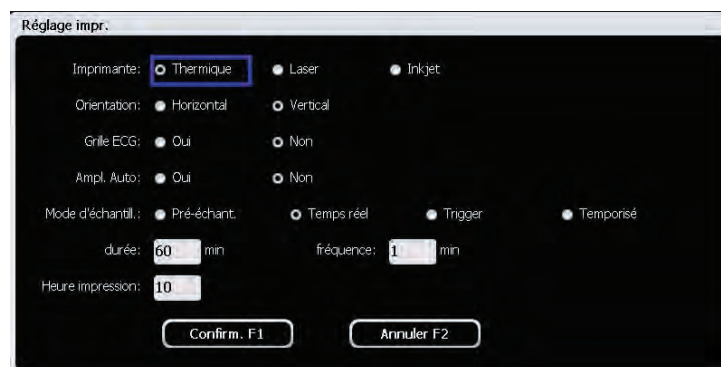 Réglage impr.
Imprimante: Thermique Laser Inkjet
Orientation: Horizontal Vertical
Grille ECG: Oui Non
Ampl. Auto: Oui Non
Mode d'échantill.: Pré-échant. Temps réel Trigger Temporisé
durée: 60 min fréquence: 1 min
Heure impression: 10
Confirm. F1 Annuler F2